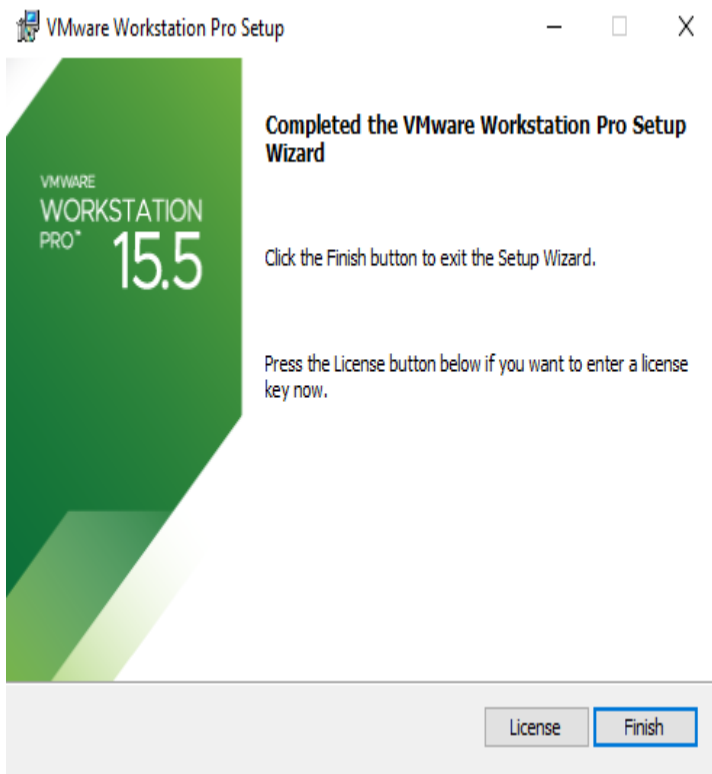 VMware Workstation Pro Setup
Completed the VMware Workstation Pro Setup
Wizard
VMWARE
WORKSTATION
PRO™
15.5
Click the Finish button to exit the Setup Wizard.
Press the License button below if you want to enter a license
key now.
License
Finish